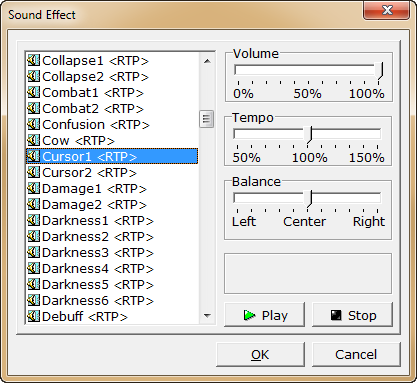 Sound Effect
Collapse1 <RTP>
Collapse2 <RTP>
Combat1 <RTP>
Combat2 <RTP>
Confusion <RTP>
Cow <RTP>
Cursor1 <RTP>
Cursor2 <RTP>
Damage1 <RTP>
Damage2 <RTP>
Darkness1 <RTP>
Darkness2 <RTP>
Darkness3 <RTP>
Darkness4 <RTP>
Darkness5 <RTP>
Darkness6 <RTP>
Debuff <RTP>
Volume
0% 50% 100%
Tempo
50% 100% 150%
Balance
Left Center Right
Play Stop
OK Cancel